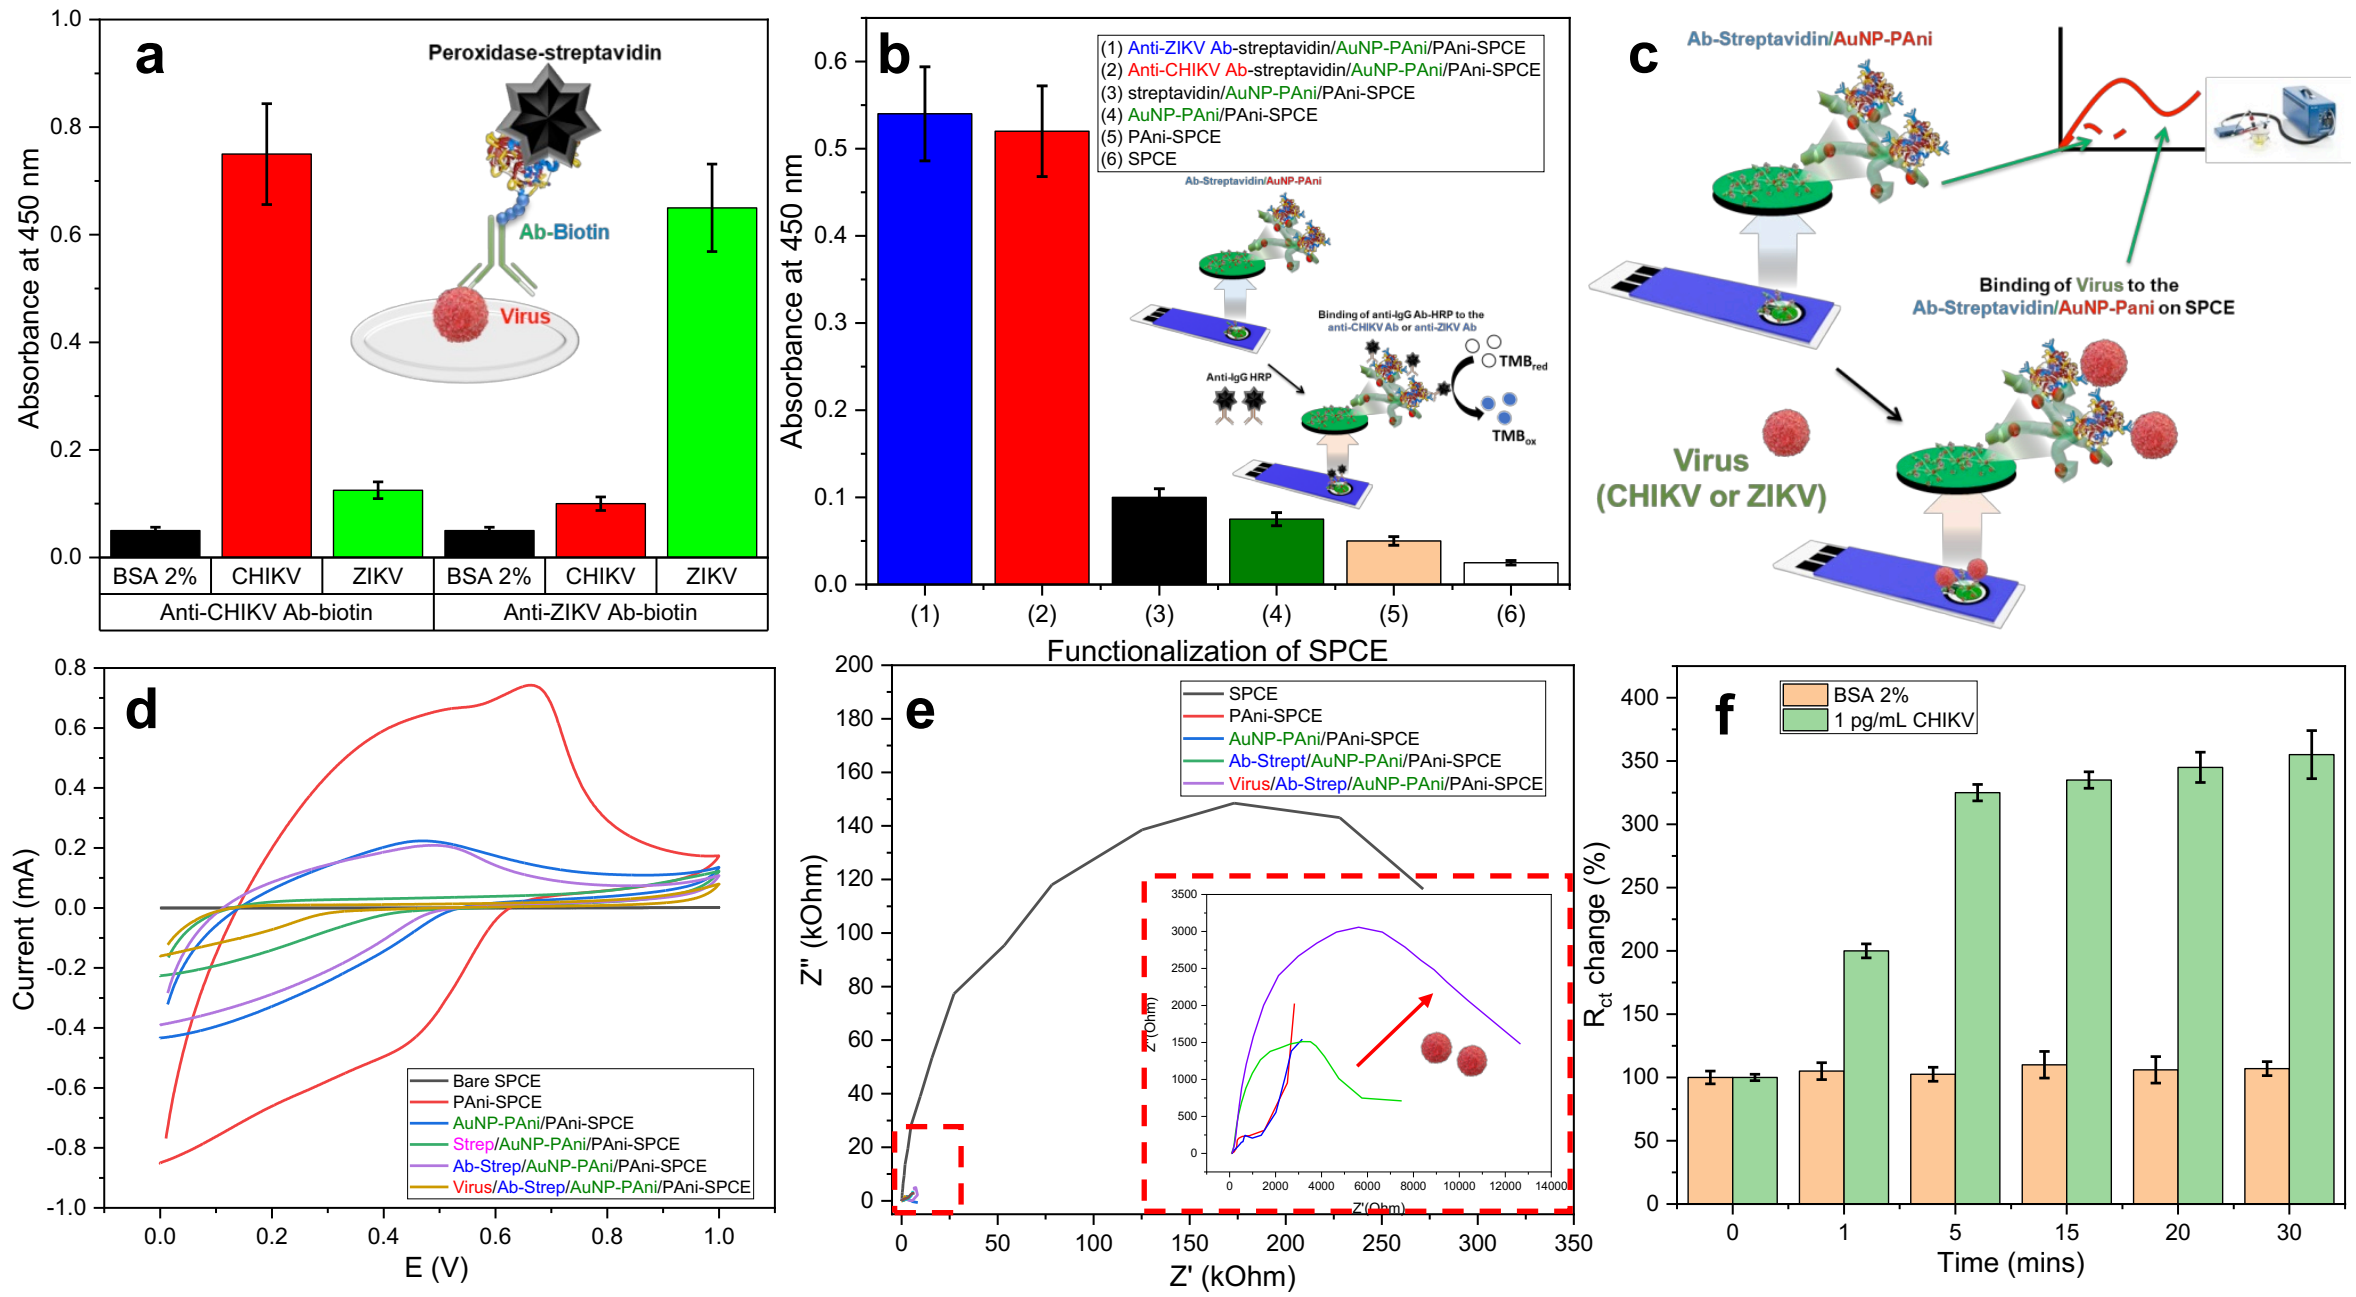 a
1.0
0.8
0.6
0.4
0.2
0.0
Absorbance at 450 nm
Peroxidase-streptavidin
Ab-Biotin
Virus
BSA 2%
CHIKV
ZIKV
BSA 2%
CHIKV
ZIKV
Anti-CHIKV Ab-biotin
Anti-ZIKV Ab-biotin
b
0.6
0.5
0.4
0.3
0.2
0.1
0.0
Absorbance at 450 nm
(1) Anti-ZIKV Ab-streptavidin/AuNP-PAni/PAni-SPCE
(2) Anti-CHIKV Ab-streptavidin/AuNP-PAni/PAni-SPCE
(3) streptavidin/AuNP-PAni/PAni-SPCE
(4) AuNP-PAni/PAni-SPCE
(5) PAni-SPCE
(6) SPCE
Ab-Streptavidin/AuNP-PAni
Binding of anti-IgG Ab-HRP to the
anti-CHIKV Ab or anti-ZIKV Ab
Anti-IgG HRP
TMBred
TMBox
(1)
(2)
(3)
(4)
(5)
(6)
Functionalization of SPCE
c
Ab-Streptavidin/AuNP-PAni
Binding of Virus to the
Ab-Streptavidin/AuNP-Pani on SPCE
Virus
(CHIKV or ZIKV)
d
0.8
0.6
0.4
0.2
0.0
-0.2
-0.4
-0.6
-0.8
-1.0
Current (mA)
Bare SPCE
PAni-SPCE
AuNP-PAni/PAni-SPCE
Strep/AuNP-PAni/PAni-SPCE
Ab-Strep/AuNP-PAni/PAni-SPCE
Virus/Ab-Strep/AuNP-PAni/PAni-SPCE
0.0
0.2
0.4
0.6
0.8
1.0
E (V)
e
200
180
160
140
120
100
80
60
40
20
0
Z'' (kOhm)
SPCE
PAni-SPCE
AuNP-PAni/PAni-SPCE
Ab-Strept/AuNP-PAni/PAni-SPCE
Virus/Ab-Strep/AuNP-PAni/PAni-SPCE
3500
3000
2500
2000
1500
1000
500
0
Z''(Ohm)
0
2000
4000
6000
8000
10000
12000
14000
Z'(Ohm)
0
50
100
150
200
250
300
350
Z' (kOhm)
f
400
350
300
250
200
150
100
50
0
Rct change (%)
BSA 2%
1 pg/mL CHIKV
0
1
5
15
20
30
Time (mins)